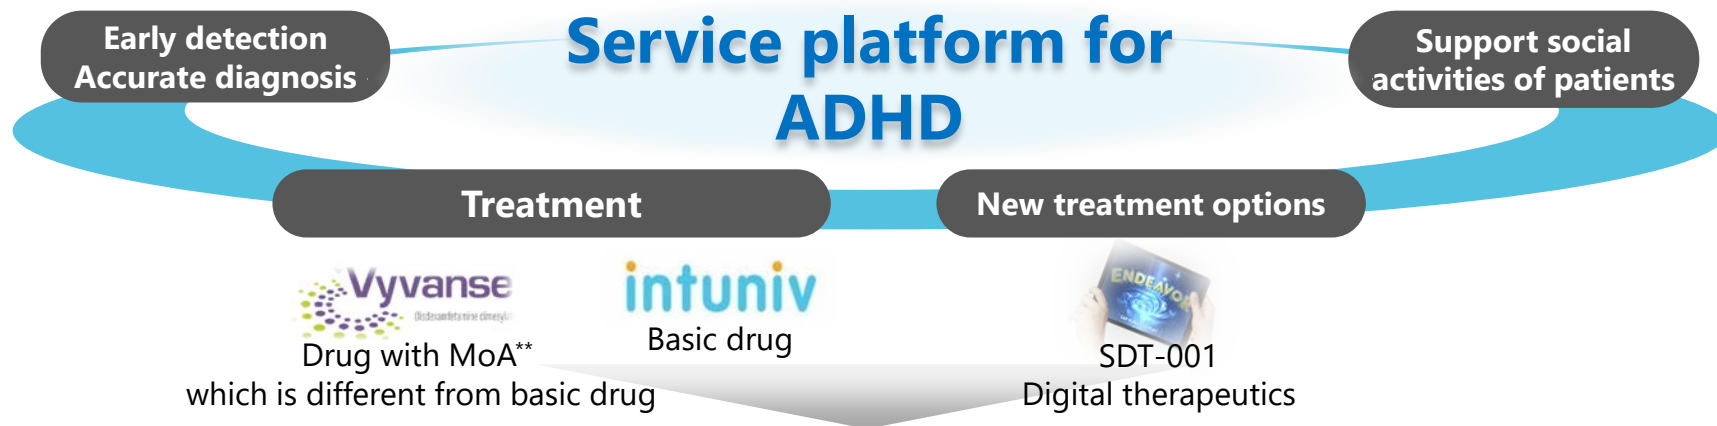 Service platform for
ADHD
Early detection
Accurate diagnosis
Support social
activities of patients
Treatment
New treatment options
Vyvanse
intuniv
ENDEAVOR
Basic drug
Drug with MoA**
which is different from basic drug
SDT-001
Digital therapeutics